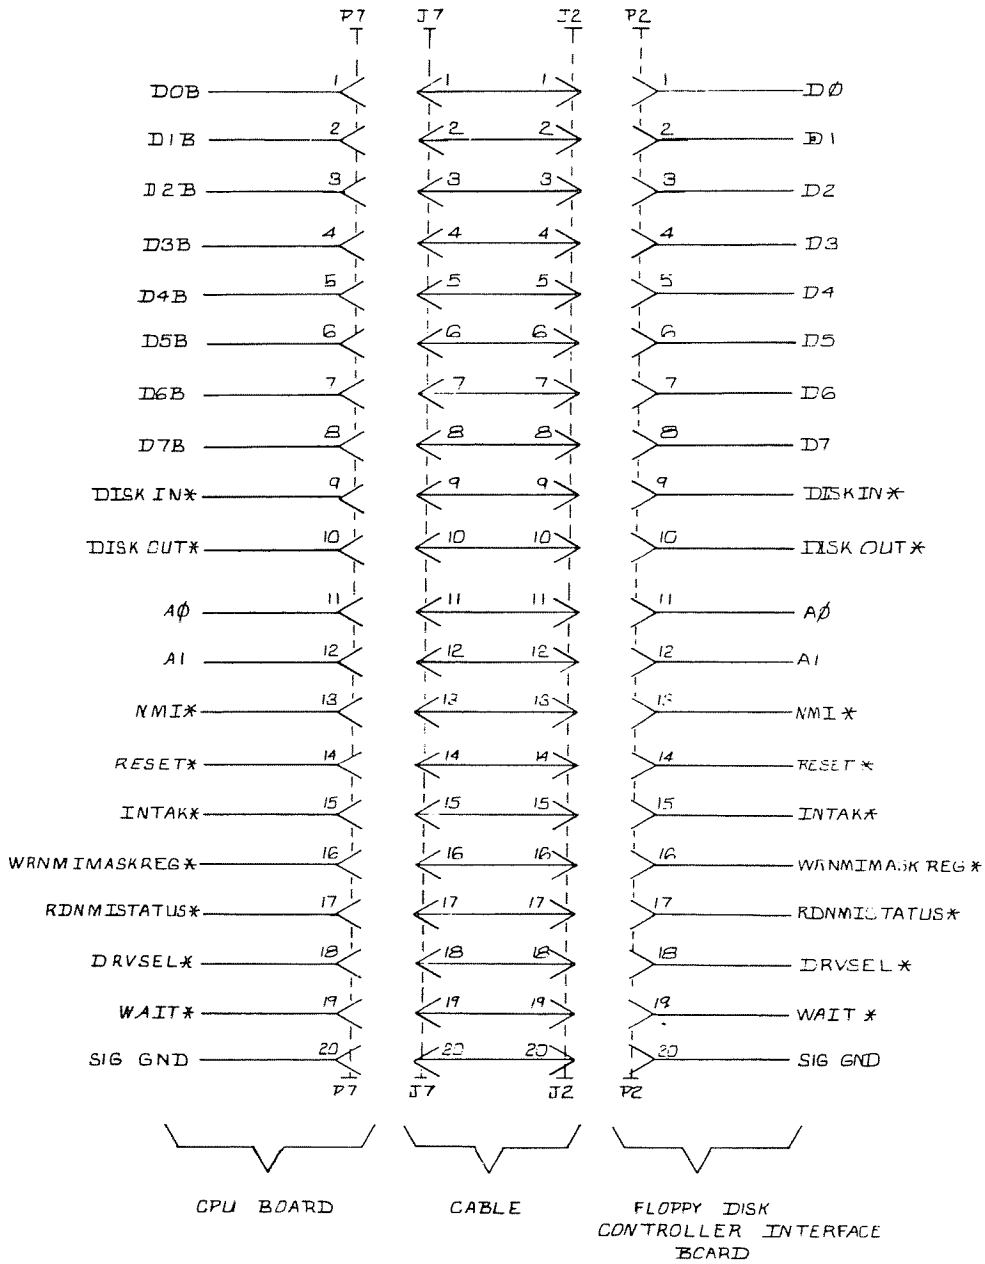 P7 J7 J2 P2
D0B 1 1 1 1 DØ
D1B 2 2 2 2 D1
D2B 3 3 3 3 D2
D3B 4 4 4 4 D3
D4B 5 5 5 5 D4
D5B 6 6 6 6 D5
D6B 7 7 7 7 D6
D7B 8 8 8 8 D7
DISK IN* 9 9 9 9 DISK IN*
DISK OUT* 10 10 10 10 DISK OUT*
AØ 11 11 11 11 AØ
A1 12 12 12 12 A1
NMI* 13 13 13 13 NMI*
RESET* 14 14 14 14 RESET*
INTAK* 15 15 15 15 INTAK*
WRNMIMASKREG* 16 16 16 16 WRNMIMASKREG*
RDNMISTATUS* 17 17 17 17 RDNMISTATUS*
DRVSEL* 18 18 18 18 DRVSEL*
WAIT* 19 19 19 19 WAIT*
SIG GND 20 20 20 20 SIG GND
P7 J7 J2 P2
CPU BOARD
CABLE
FLOPPY DISK
CONTROLLER INTERFACE
BOARD